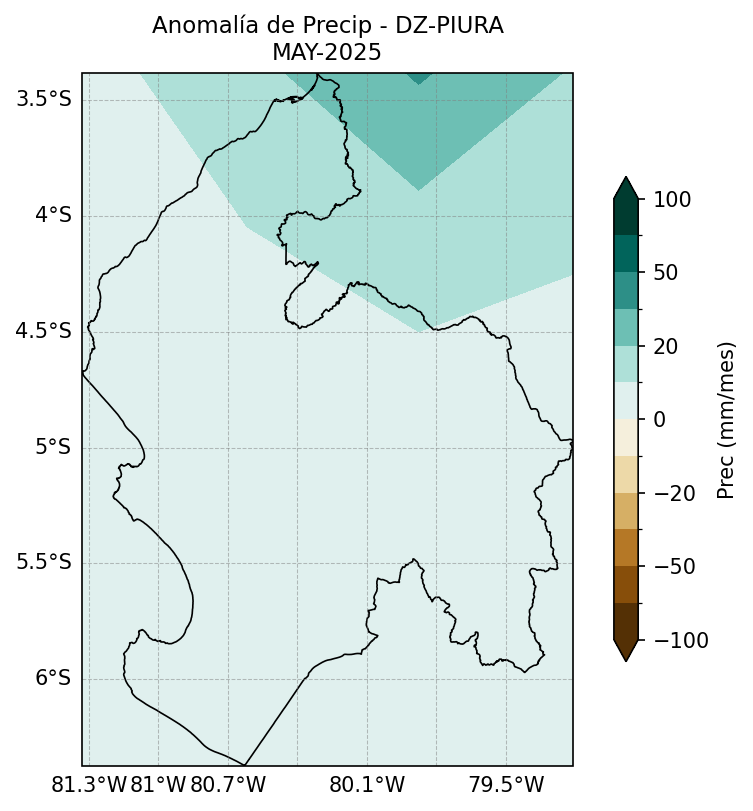 Anomalía de Precip - DZ-PIURA
MAY-2025
3.5°S
4°S
4.5°S
5°S
5.5°S
6°S
81.3°W 81°W 80.7°W 80.1°W 79.5°W
100
50
20
0
−20
−50
−100
Prec (mm/mes)